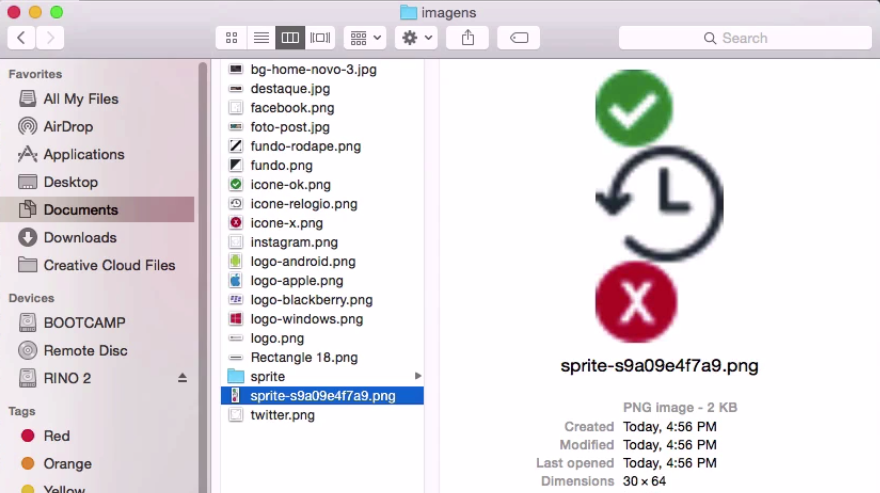 imagens
Search
Favorites
All My Files
AirDrop
Applications
Desktop
Documents
Downloads
Creative Cloud Files
Devices
BOOTCAMP
Remote Disc
RINO 2
Tags
Red
Orange
Yellow
bg-home-novo-3.jpg
destaque.jpg
facebook.png
foto-post.jpg
fundo-rodape.png
fundo.png
icone-ok.png
icone-relogio.png
icone-x.png
instagram.png
logo-android.png
logo-apple.png
logo-blackberry.png
logo-windows.png
logo.png
Rectangle 18.png
sprite
sprite-s9a09e4f7a9.png
twitter.png
X
sprite-s9a09e4f7a9.png
PNG image - 2 KB
Created Today, 4:56 PM
Modified Today, 4:56 PM
Last opened Today, 4:56 PM
Dimensions 30 × 64